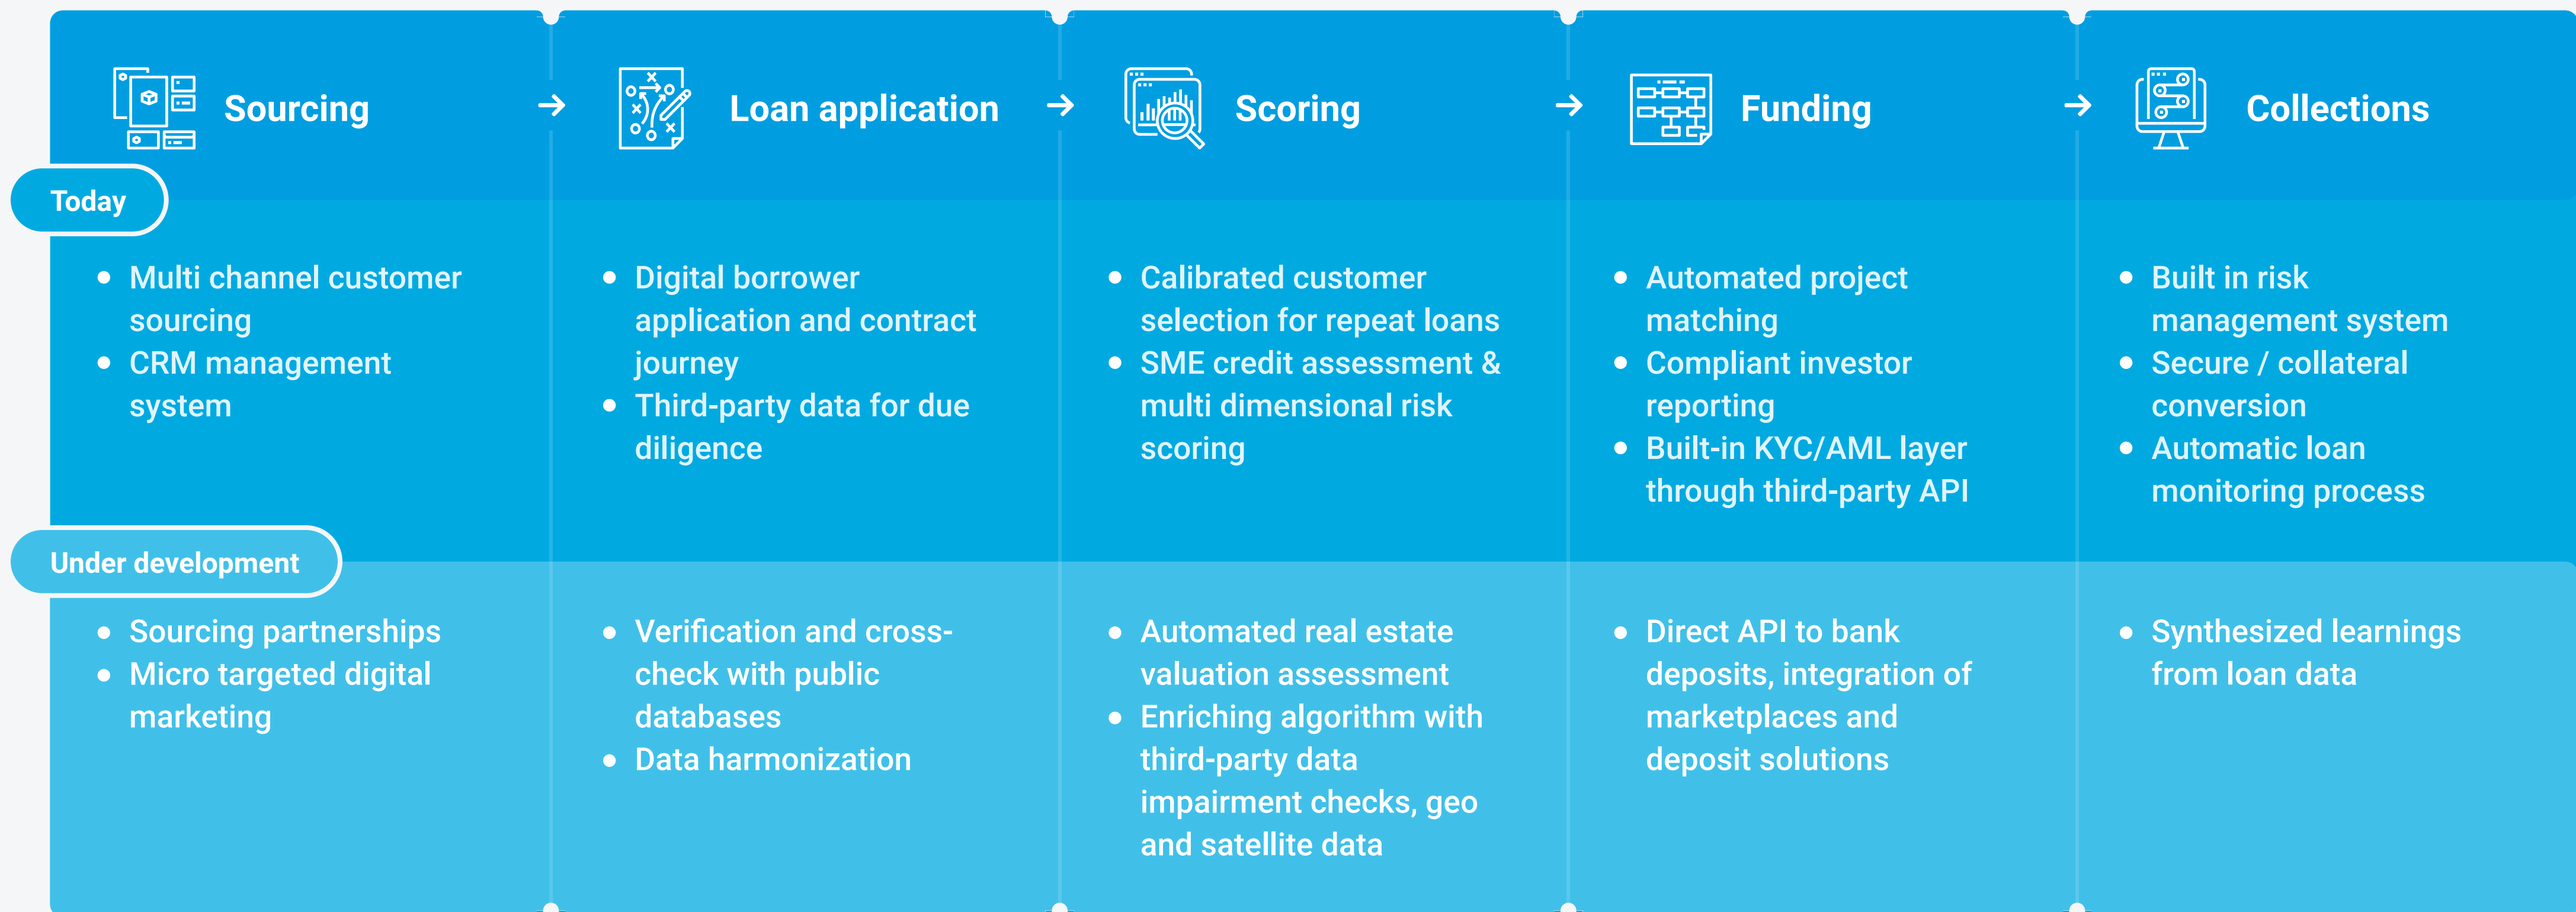 Sourcing
Loan application
Scoring
Funding
Collections
Today
Multi channel customer
sourcing
CRM management
system
Digital borrower
application and contract
journey
Third-party data for due
diligence
Calibrated customer
selection for repeat loans
SME credit assessment &
multi dimensional risk
scoring
Automated project
matching
Compliant investor
reporting
Built-in KYC/AML layer
through third-party API
Built in risk
management system
Secure / collateral
conversion
Automatic loan
monitoring process
Under development
Sourcing partnerships
Micro targeted digital
marketing
Verification and cross-
check with public
databases
Data harmonization
Automated real estate
valuation assessment
Enriching algorithm with
third-party data
impairment checks, geo
and satellite data
Direct API to bank
deposits, integration of
marketplaces and
deposit solutions
Synthesized learnings
from loan data